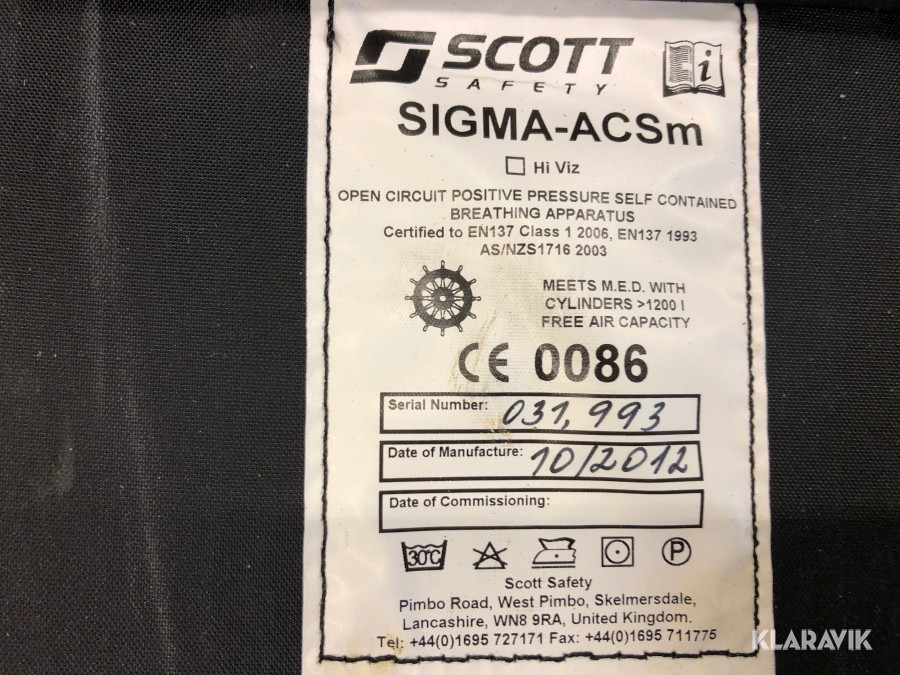 SCOTT
SAFETY
i
SIGMA-ACSm
Hi Viz
OPEN CIRCUIT POSITIVE PRESSURE SELF CONTAINED
BREATHING APPARATUS
Certified to EN137 Class 1 2006, EN137 1993
AS/NZS1716 2003
MEETS M.E.D. WITH
CYLINDERS >1200 l
FREE AIR CAPACITY
CE 0086
Serial Number: 031,993
Date of Manufacture: 10/2012
Date of Commissioning:
30°C
P
Scott Safety
Pimbo Road, West Pimbo, Skelmersdale,
Lancashire, WN8 9RA, United Kingdom.
Tel: +44(0)1695 727171 Fax: +44(0)1695 711775
KLARAVIK